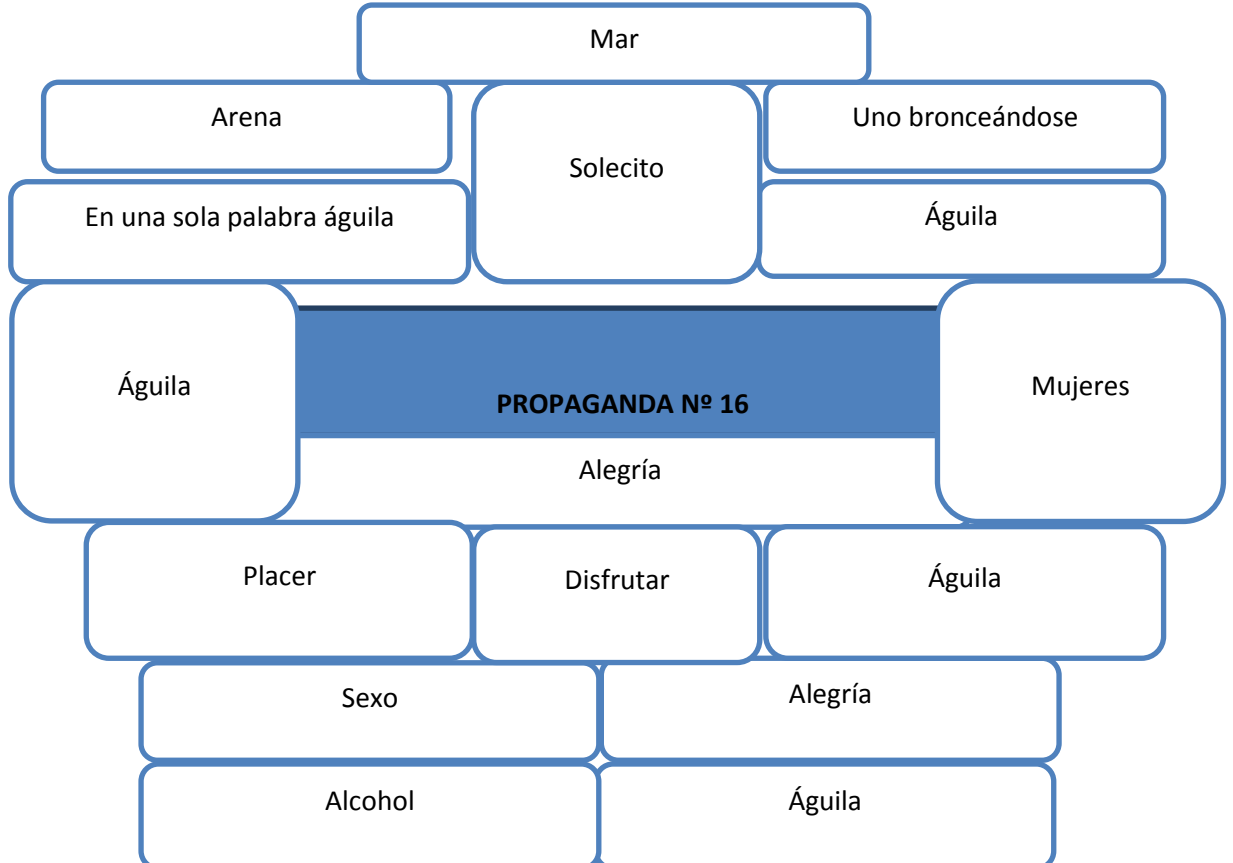 Mar
Arena
Solecito
Uno bronceándose
En una sola palabra águila
Águila
Águila
PROPAGANDA Nº 16
Mujeres
Alegría
Placer
Disfrutar
Águila
Sexo
Alegría
Alcohol
Águila